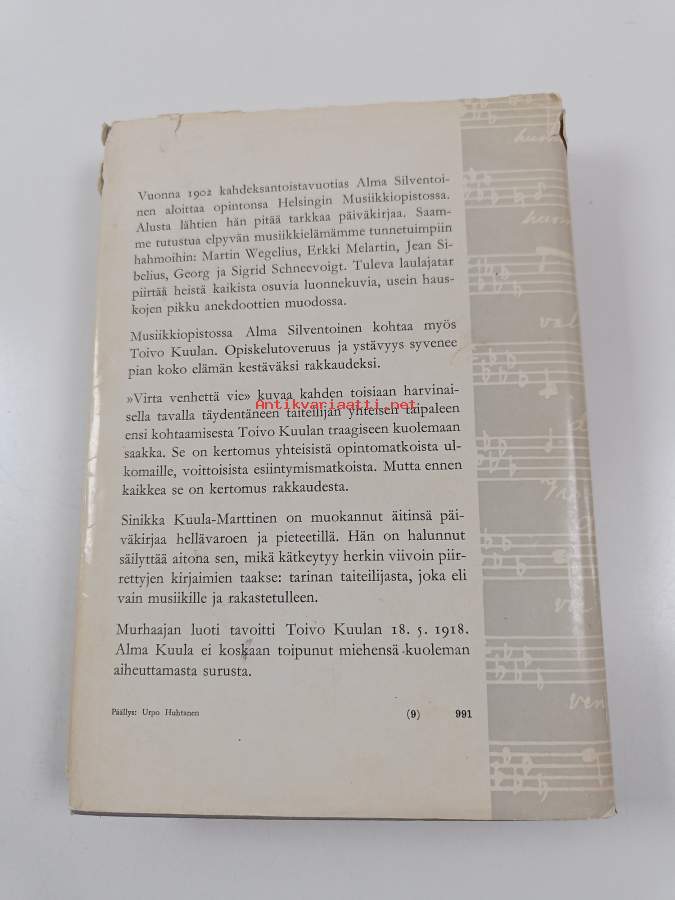 Vuonna 1902 kahdeksantoistavuotias Alma Silventoi-
nen aloittaa opintonsa Helsingin Musiikkiopistossa.
Alusta lähtien hän pitää tarkkaa päiväkirjaa. Saam-
me tutustua elpyvän musiikkielämämme tunnetuimpiin
hahmoihin: Martin Wegelius, Erkki Melartin, Jean Si-
belius, Georg ja Sigrid Schneevoigt. Tuleva laulajatar
piirtää heistä kaikista osuvia luonnekuvia, usein haus-
kojen pikku anekdoottien muodossa.
Musiikkiopistossa Alma Silventoinen kohtaa myös
Toivo Kuulan. Opiskelutoveruus ja ystävyys syvenee
pian koko elämän kestäväksi rakkaudeksi.
»Virta venhettä vie» kuvaa kahden toisiaan harvinai-
Antikvariaatti.net
sella tavalla täydentäneen taiteilijan yhteisen taipaleen
ensi kohtaamisesta Toivo Kuulan traagiseen kuolemaan
saakka. Se on kertomus yhteisistä opintomatkoista ul-
komaille, voittoisista esiintymismatkoista. Mutta ennen
kaikkea se on kertomus rakkaudesta.
Sinikka Kuula-Marttinen on muokannut äitinsä päi-
väkirjaa hellävaroen ja pieteetillä. Hän on halunnut
säilyttää aitona sen, mikä kätkeytyy herkin viivoin piir-
rettyjen kirjaimien taakse: tarinan taiteilijasta, joka eli
vain musiikille ja rakastetulleen.
Murhaajan luoti tavoitti Toivo Kuulan 18. 5. 1918.
Alma Kuula ei koskaan toipunut miehensä kuoleman
aiheuttamasta surusta.
Päällys: Urpo Huhtanen (9) 991